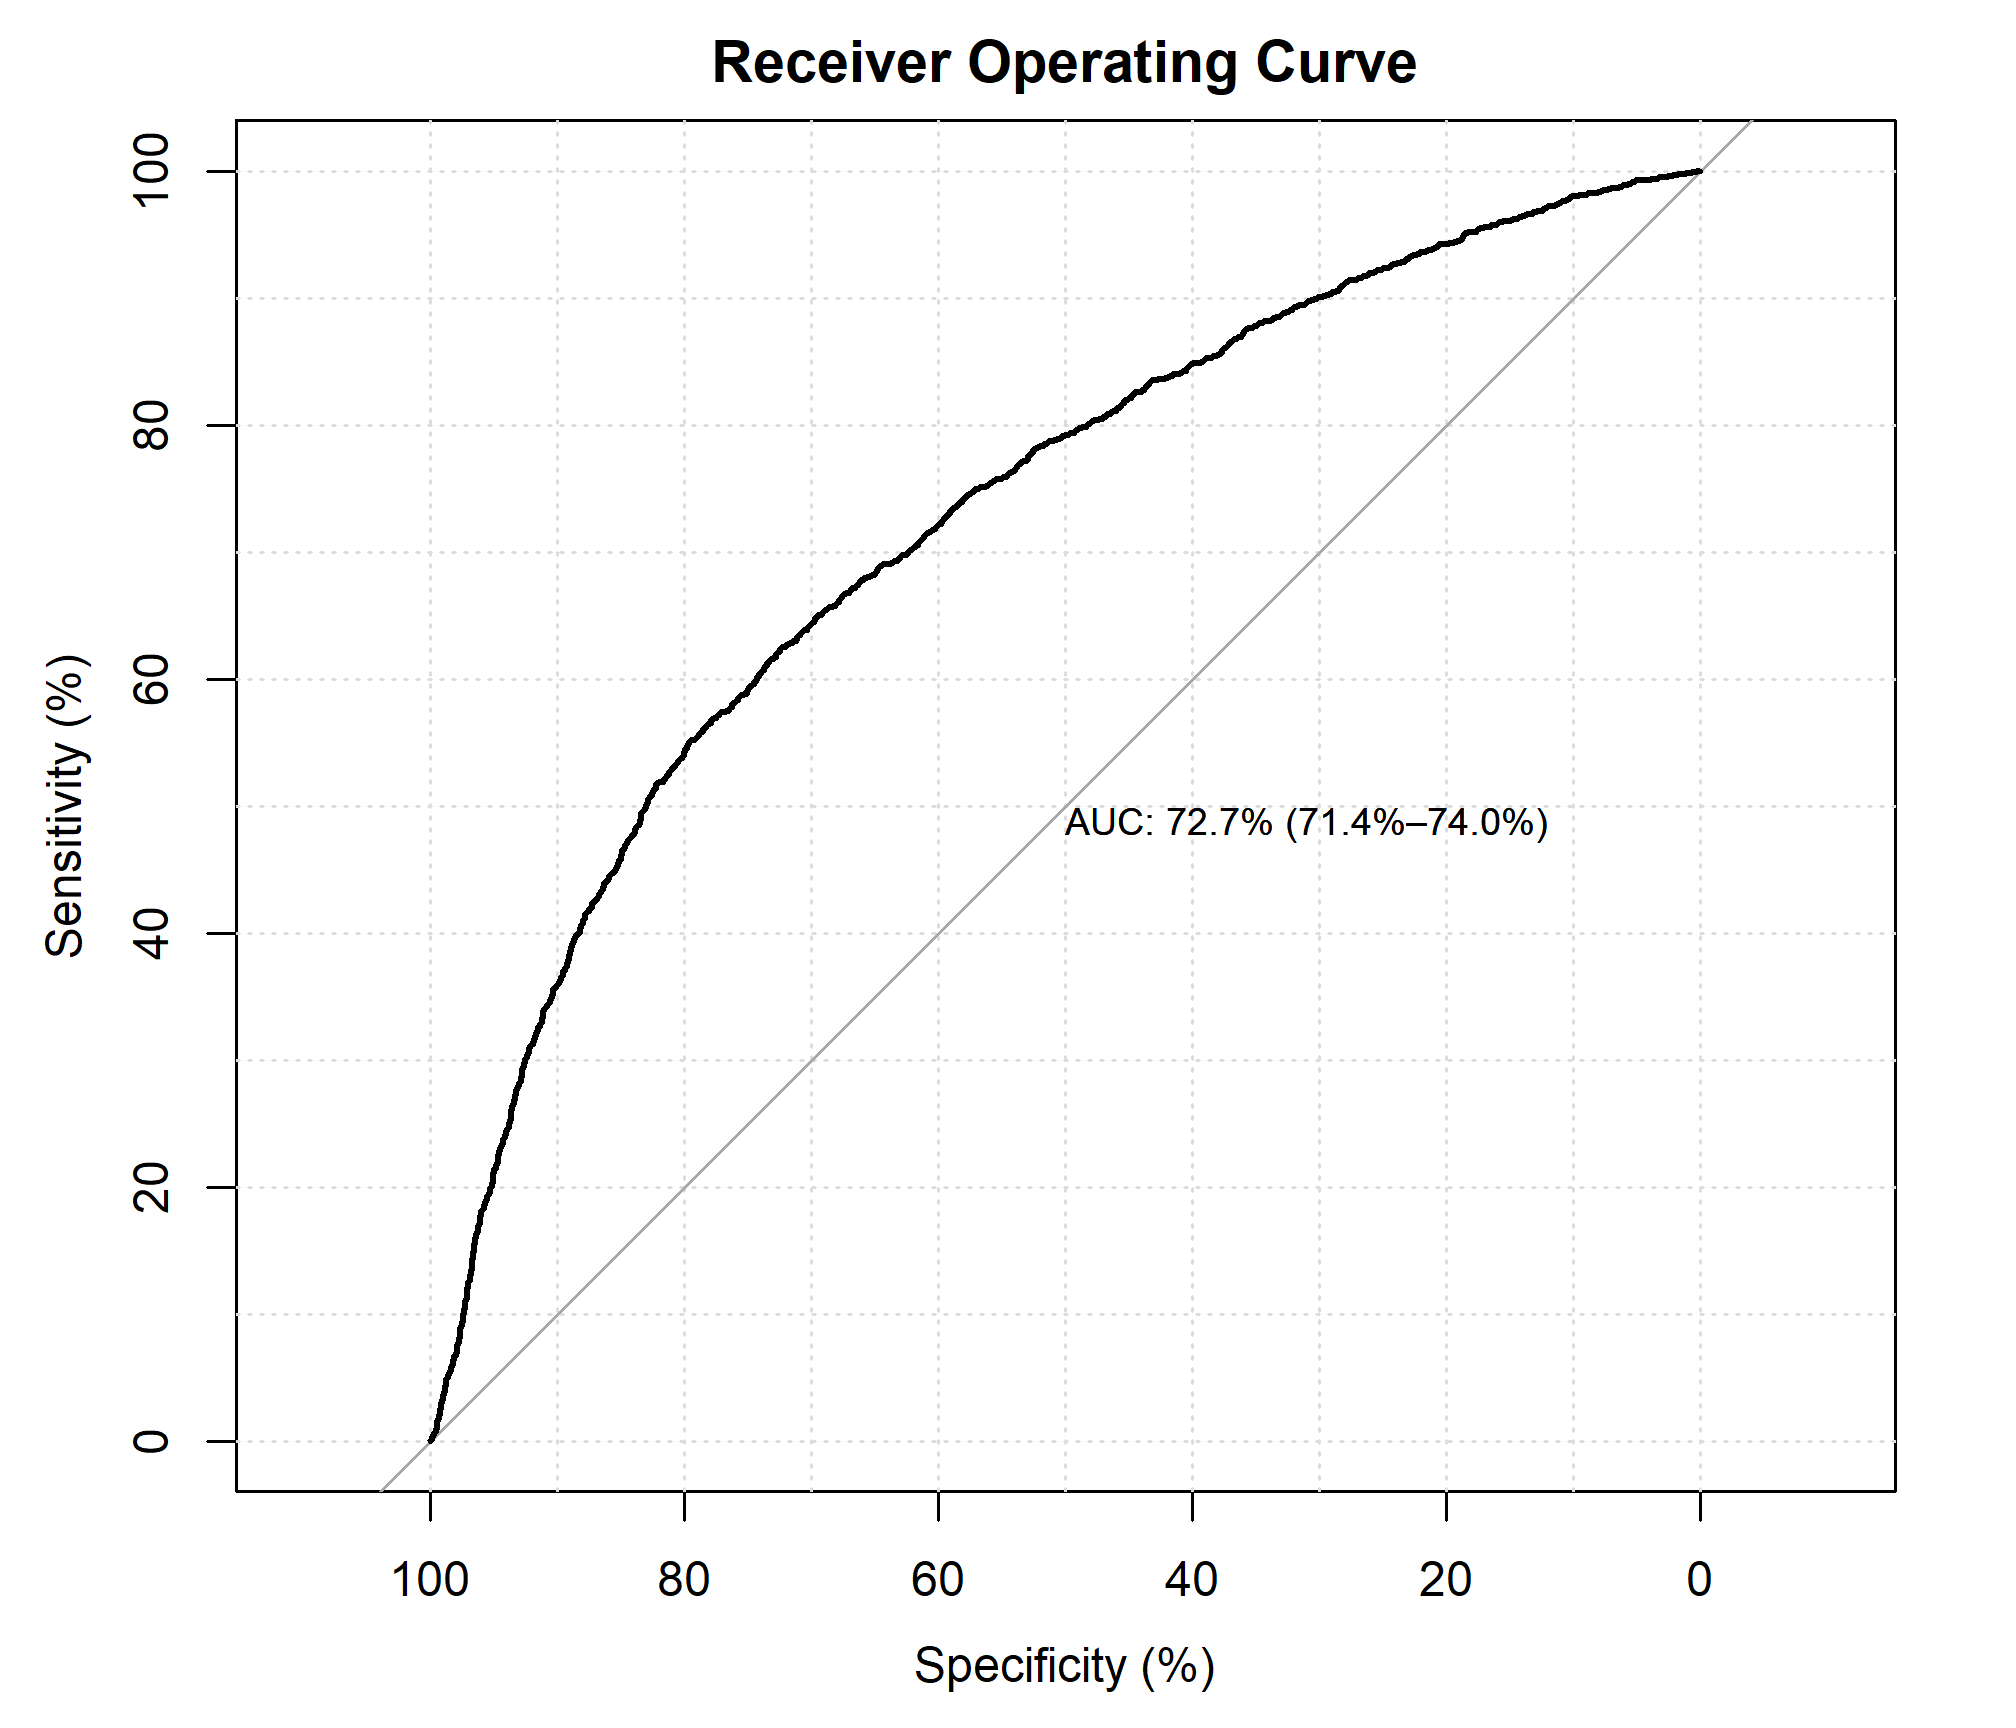 Receiver Operating Curve
Sensitivity (%)
100
80
60
40
20
0
AUC: 72.7% (71.4%–74.0%)
100 80 60 40 20 0
Specificity (%)